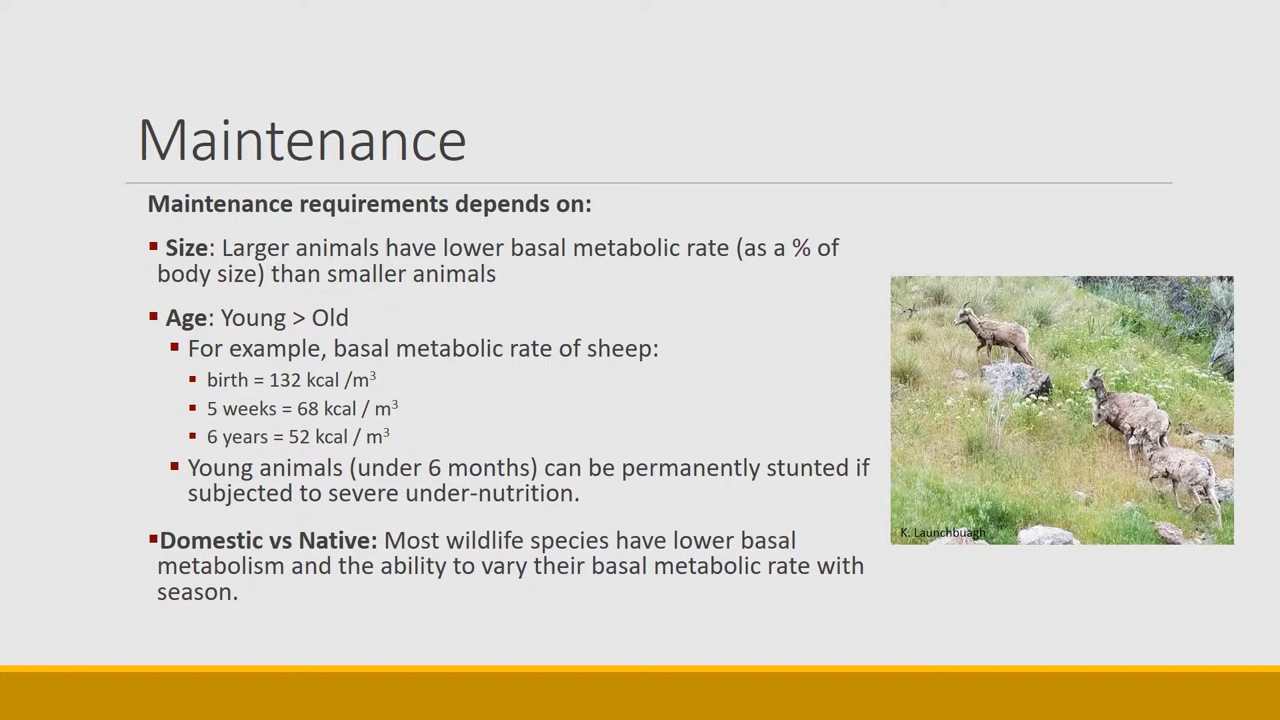 Maintenance
Maintenance requirements depends on:
▪ Size: Larger animals have lower basal metabolic rate (as a % of
body size) than smaller animals
▪ Age: Young > Old
▪ For example, basal metabolic rate of sheep:
▪ birth = 132 kcal /m³
▪ 5 weeks = 68 kcal / m³
▪ 6 years = 52 kcal / m³
▪ Young animals (under 6 months) can be permanently stunted if
subjected to severe under-nutrition.
▪Domestic vs Native: Most wildlife species have lower basal
metabolism and the ability to vary their basal metabolic rate with
season.
K. Launchbuagh